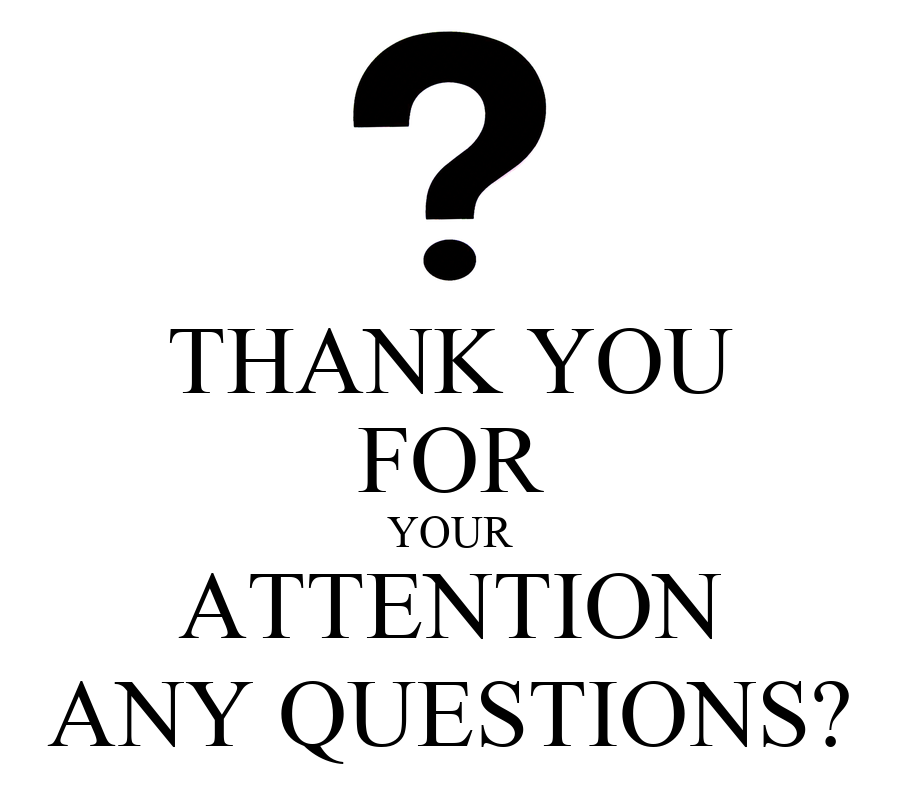 ?
THANK YOU
FOR
YOUR
ATTENTION
ANY QUESTIONS?